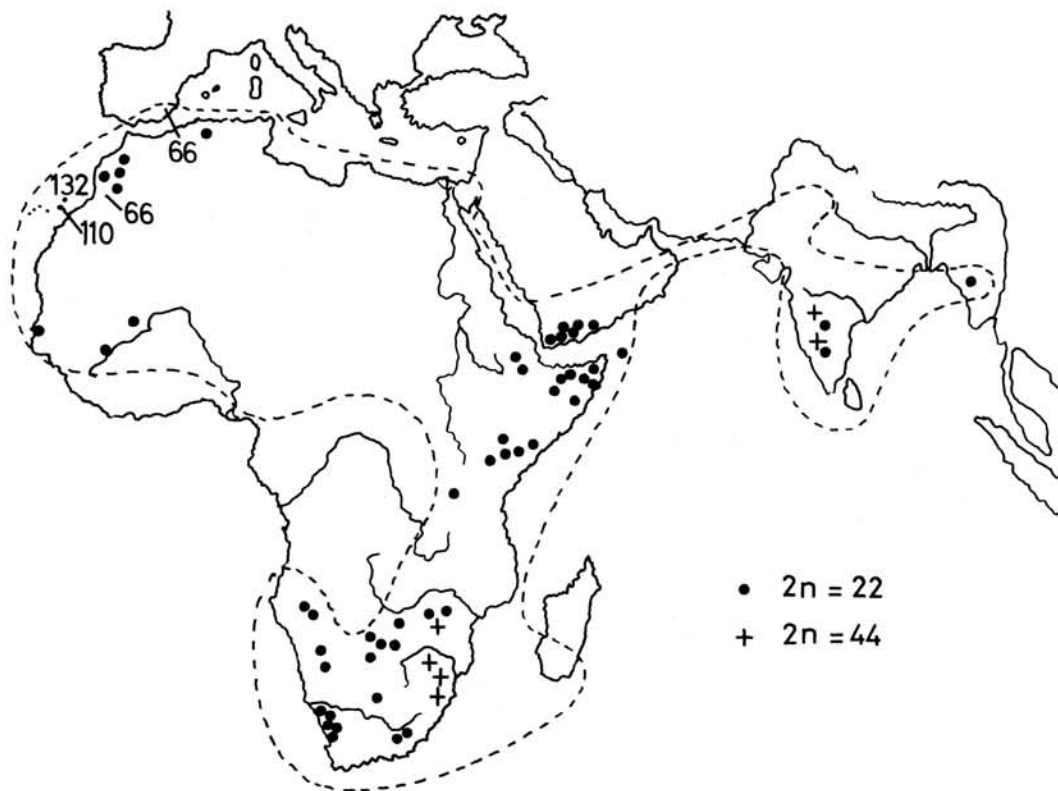 66
132
66
110
● 2n = 22
+ 2n = 44